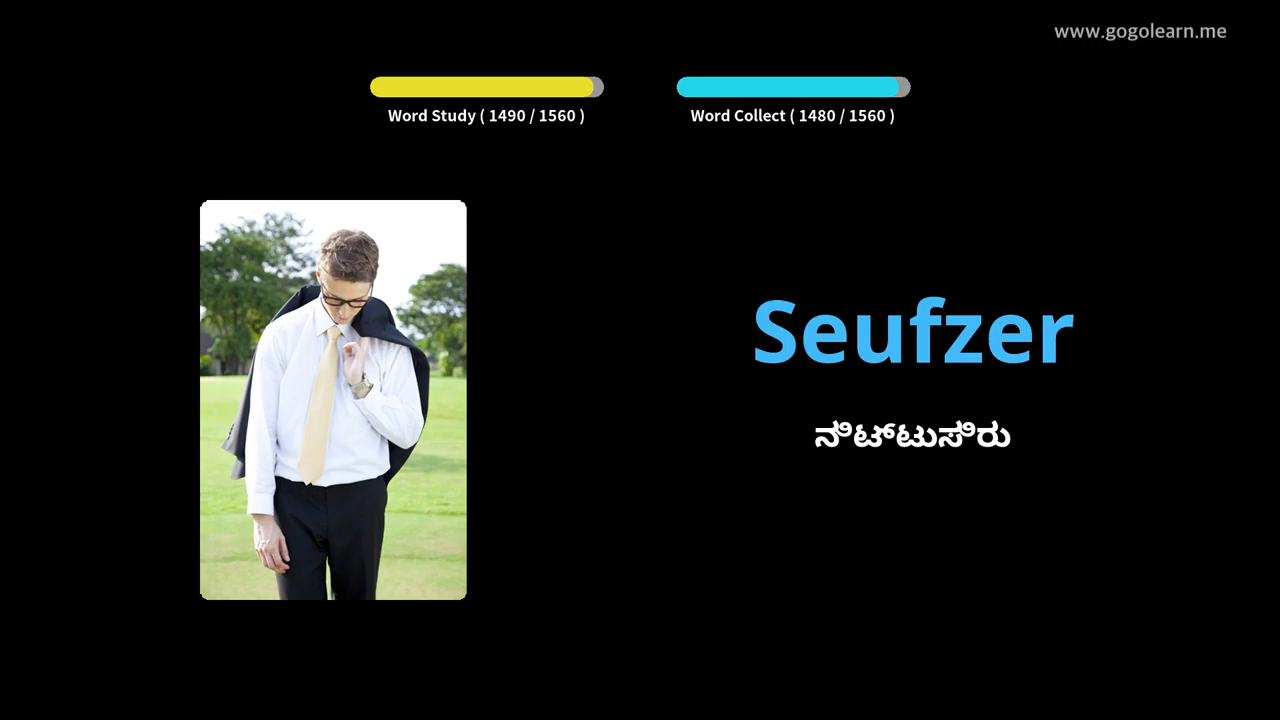 www.gogolearn.me
Word Study ( 1490 / 1560 )
Word Collect ( 1480 / 1560 )
Seufzer
ನಿಟ್ಟುಸಿರು